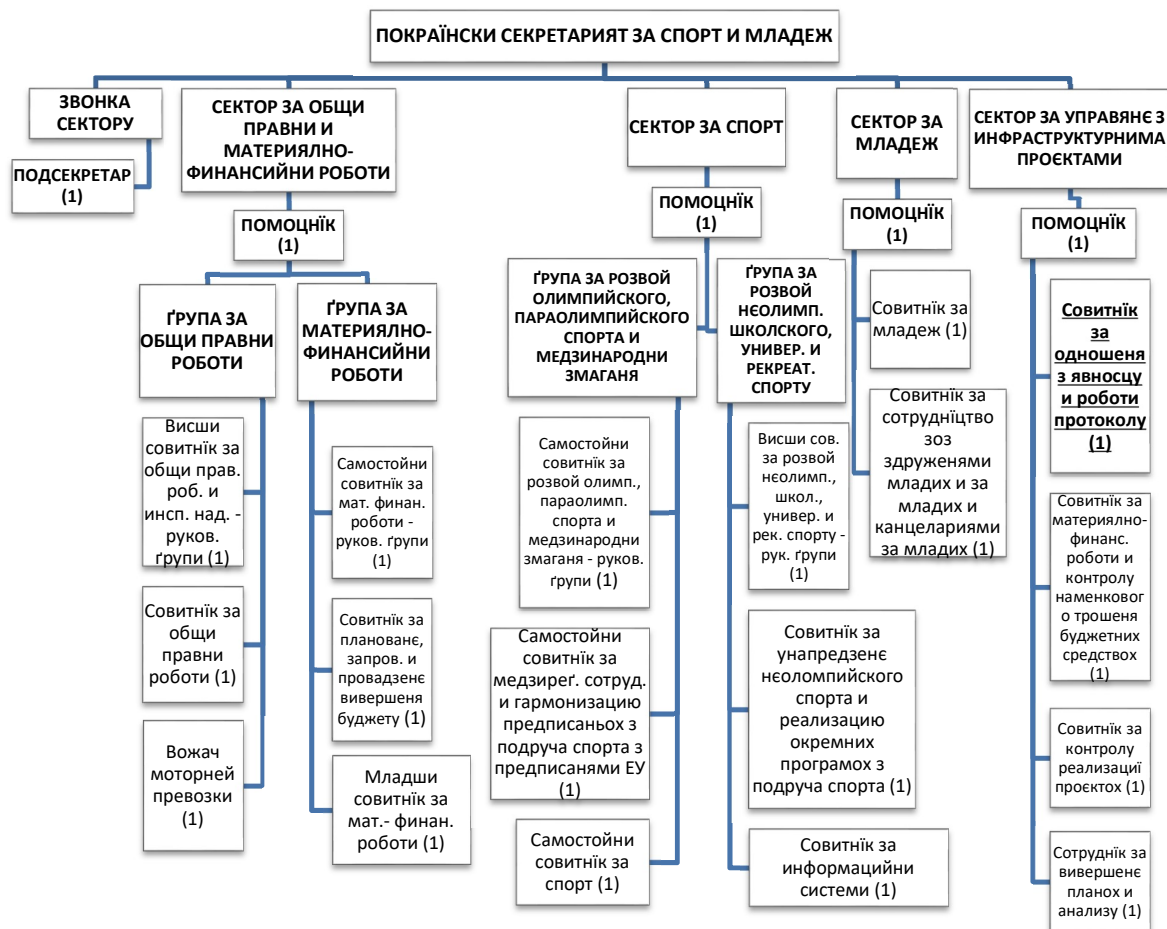 ПОКРАЇНСКИ СЕКРЕТАРИЯТ ЗА СПОРТ И МЛАДЕЖ
ЗВОНКА
СЕКТОРУ
ПОДСЕКРЕТАР
(1)
СЕКТОР ЗА ОБЩИ
ПРАВНИ И
МАТЕРИЯЛНО-
ФИНАНСИЙНИ РОБОТИ
ПОМОЦНЇК
(1)
ҐРУПА ЗА
ОБЩИ ПРАВНИ
РОБОТИ
Висши
совитнїк за
общи прав.
роб. и
инсп. над. -
руков.
ґрупи (1)
Совитнїк за
общи
правни
роботи (1)
Вожач
моторней
превозки
(1)
ҐРУПА ЗА
МАТЕРИЯЛНО-
ФИНАНСИЙНИ
РОБОТИ
Самостойни
совитнїк за
мат. финан.
роботи -
руков. ґрупи
(1)
Совитнїк за
планованє,
запров. и
провадзенє
вивершеня
буджету (1)
Младши
совитнїк за
мат.- финан.
роботи (1)
СЕКТОР ЗА СПОРТ
ПОМОЦНЇК
(1)
ҐРУПА ЗА РОЗВОЙ
ОЛИМПИЙСКОГО,
ПАРАОЛИМПИЙСКОГО
СПОРТА И
МЕДЗИНАРОДНИ
ЗМАГАНЯ
Самостойни
совитнїк за
розвой олимп.,
параолимп.
спорта и
медзинародни
змаганя - руков.
ґрупи (1)
Самостойни
совитнїк за
медзиреґ. сотруд.
и гармонизацию
предписаньох з
подруча спорта з
предписанями ЕУ
(1)
Самостойни
совитнїк за
спорт (1)
ҐРУПА ЗА
РОЗВОЙ
НЄОЛИМП.
ШКОЛСКОГО,
УНИВЕР. И
РЕКРЕАТ.
СПОРТУ
Висши сов.
за розвой
нєолимп.,
школ.,
универ. и
рек. спорту -
рук. ґрупи
(1)
Совитнїк за
унапредзенє
нєоломпийского
спорта и
реализацию
окремних
програмох з
подруча спорта (1)
Совитнїк за
информацийни
системи (1)
СЕКТОР ЗА
МЛАДЕЖ
ПОМОЦНЇК
(1)
Совитнїк за
младеж (1)
Совитнїк за
сотруднїцтво
зоз
здруженями
младих и за
младих и
канцелариями
за младих (1)
СЕКТОР ЗА УПРАВЯНЄ З
ИНФРАСТРУКТУРНИМА
ПРОЄКТАМИ
ПОМОЦНЇК
(1)
Совитнїк
за
одношеня
з явносцу
и роботи
протоколу
(1)
Совитнїк за
материялно-
финанс.
роботи и
контролу
наменковог
о трошеня
буджетних
средствох
(1)
Совитнїк за
контролу
реализациї
проєктох (1)
Сотруднїк за
вивершенє
планох и
анализу (1)